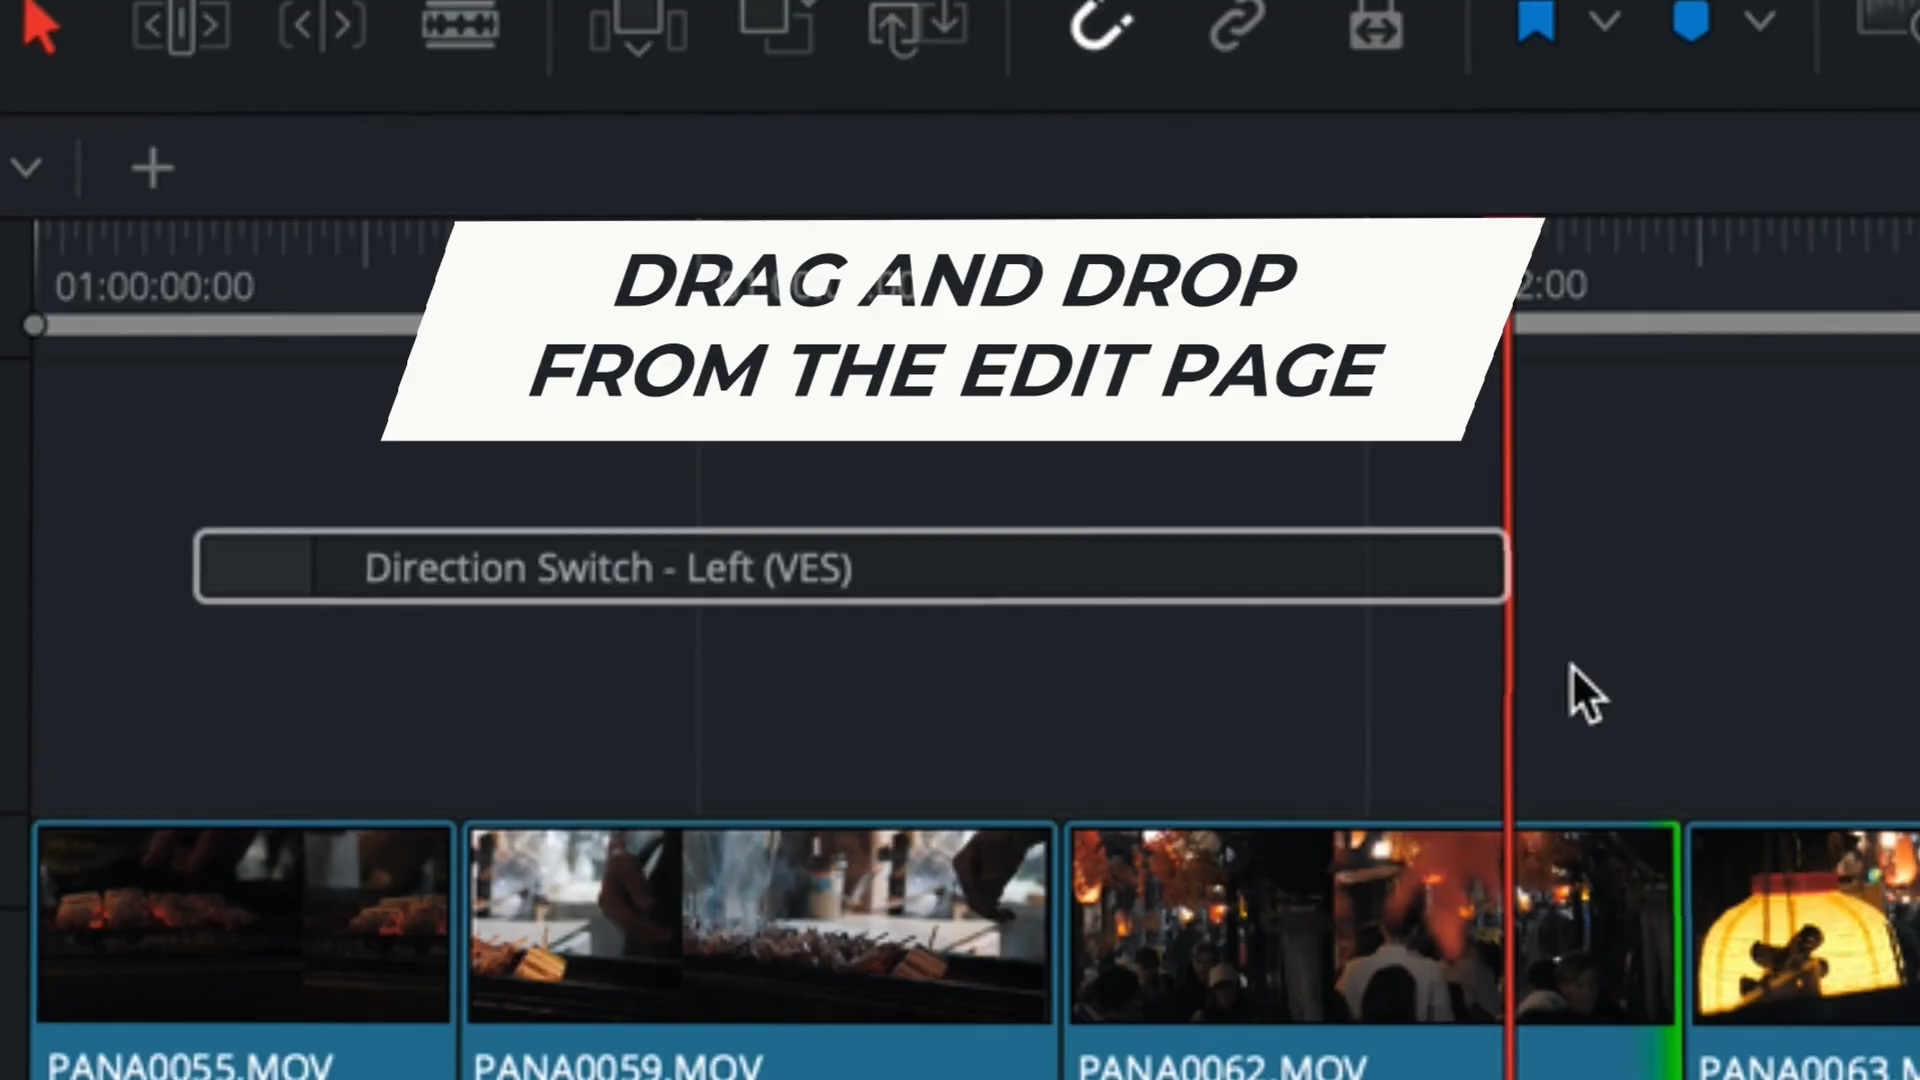 01:00:00:00
DRAG AND DROP
2:00
FROM THE EDIT PAGE
Direction Switch - Left (VES)
PANA0055.MOV
PANA0059.MOV
PANA0062.MOV
PANA0063.M